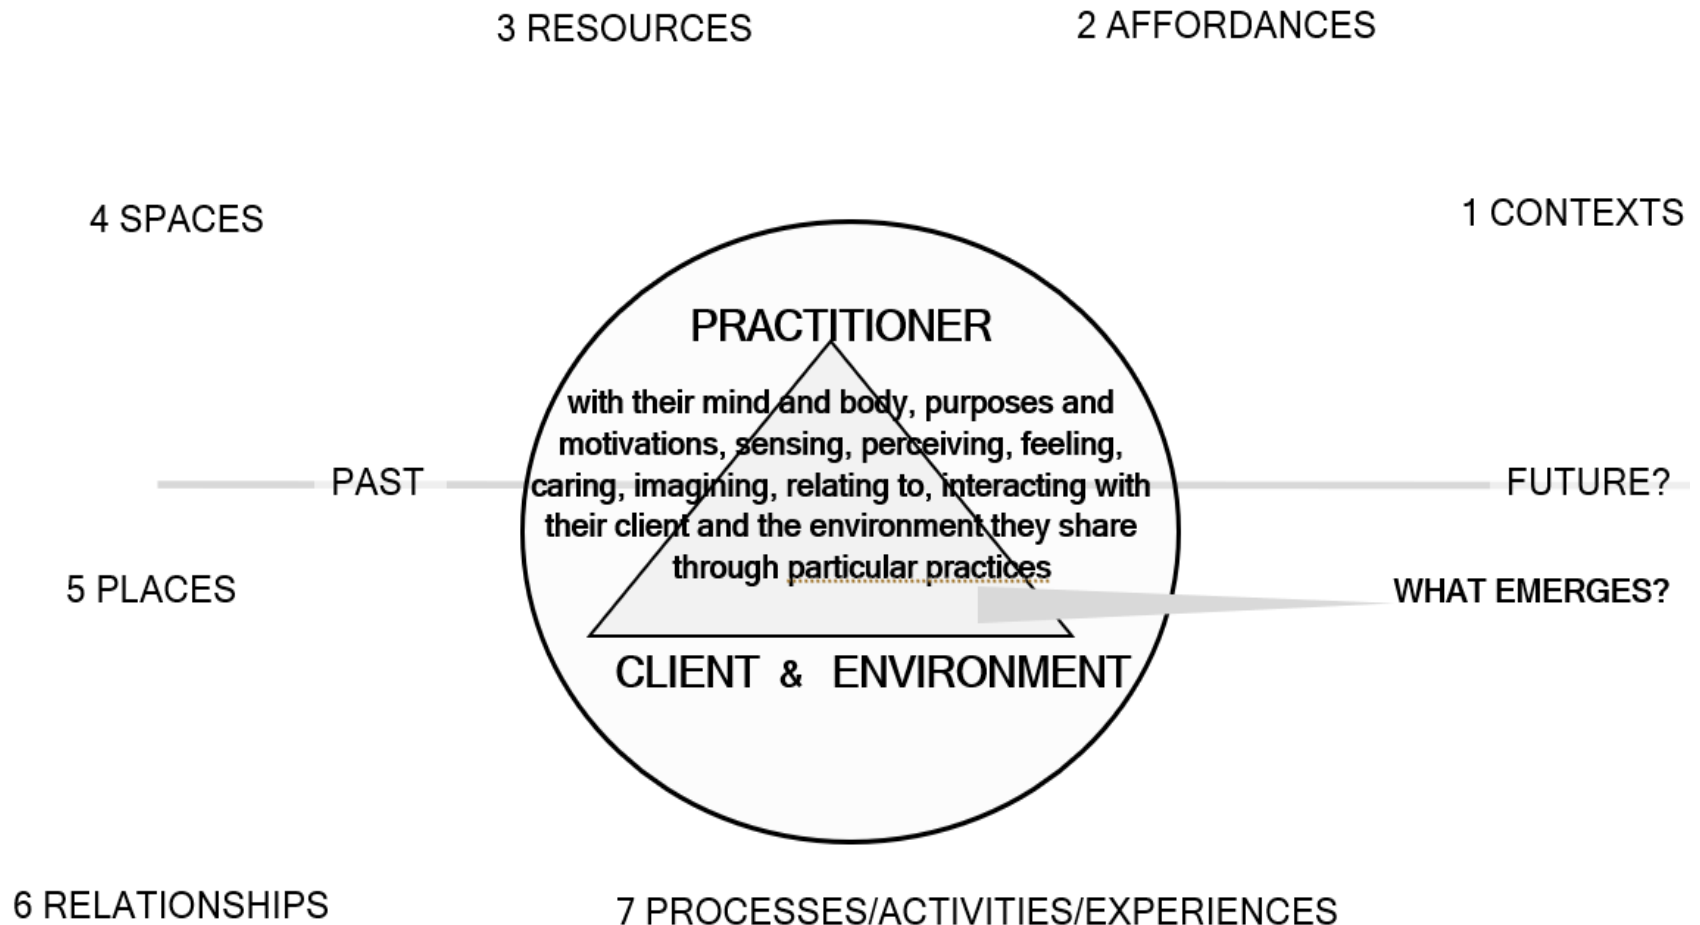 3 RESOURCES
2 AFFORDANCES
4 SPACES
1 CONTEXTS
PRACTITIONER
with their mind and body, purposes and
motivations, sensing, perceiving, feeling,
caring, imagining, relating to, interacting with
their client and the environment they share
through particular practices
PAST
FUTURE?
5 PLACES
WHAT EMERGES?
CLIENT & ENVIRONMENT
6 RELATIONSHIPS
7 PROCESSES/ACTIVITIES/EXPERIENCES